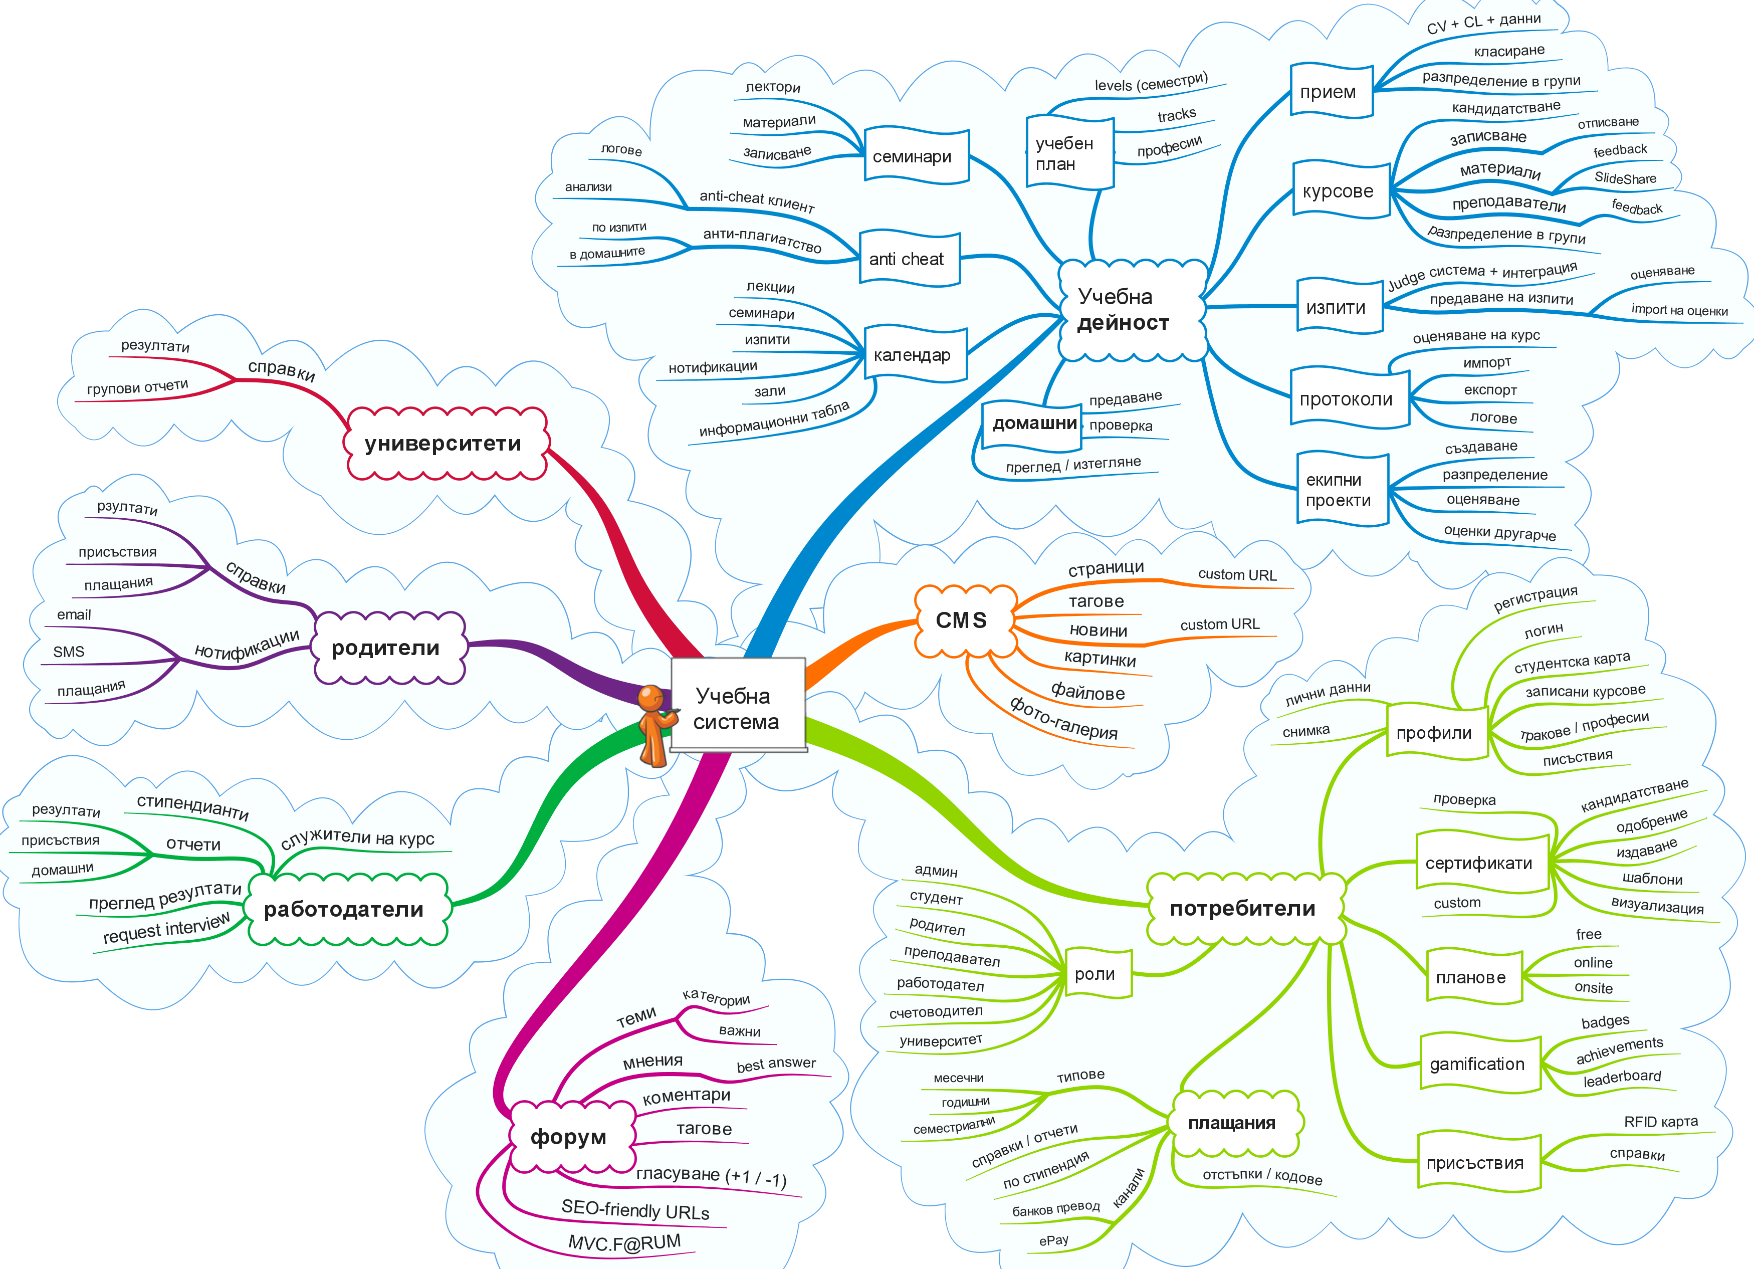 Учебна
система
Учебна
дейност
семинари
лектори
материали
записване
anti cheat
anti-cheat клиент
логове
анализи
анти-плагиатство
по изпити
в домашните
календар
лекции
семинари
изпити
нотификации
зали
информационни табла
учебен
план
levels (семестри)
tracks
професии
домашни
предаване
проверка
преглед / изтегляне
прием
CV + CL + данни
класиране
разпределение в групи
курсове
кандидатстване
записване
отписване
материали
feedback
SlideShare
преподаватели
feedback
разпределение в групи
изпити
Judge система + интеграция
предаване на изпити
оценяване
import на оценки
протоколи
оценяване на курс
импорт
експорт
логове
екипни
проекти
създаване
разпределение
оценяване
оценки другарче
университети
справки
резултати
групови отчети
родители
справки
рзултати
присъствия
плащания
нотификации
email
SMS
плащания
работодатели
стипендианти
служители на курс
отчети
резултати
присъствия
домашни
преглед резултати
request interview
CMS
страници
custom URL
тагове
новини
custom URL
картинки
файлове
фото-галерия
форум
теми
категории
важни
мнения
best answer
коментари
тагове
гласуване (+1 / -1)
SEO-friendly URLs
MVC.F@RUM
потребители
профили
лични данни
снимка
регистрация
логин
студентска карта
записани курсове
тракове / професии
писъствия
сертификати
проверка
custom
кандидатстване
одобрение
издаване
шаблони
визуализация
планове
free
online
onsite
gamification
badges
achievements
leaderboard
присъствия
RFID карта
справки
роли
админ
студент
родител
преподавател
работодател
счетоводител
университет
плащания
типове
месечни
годишни
семестриални
справки / отчети
по стипендия
канали
банков превод
ePay
отстъпки / кодове